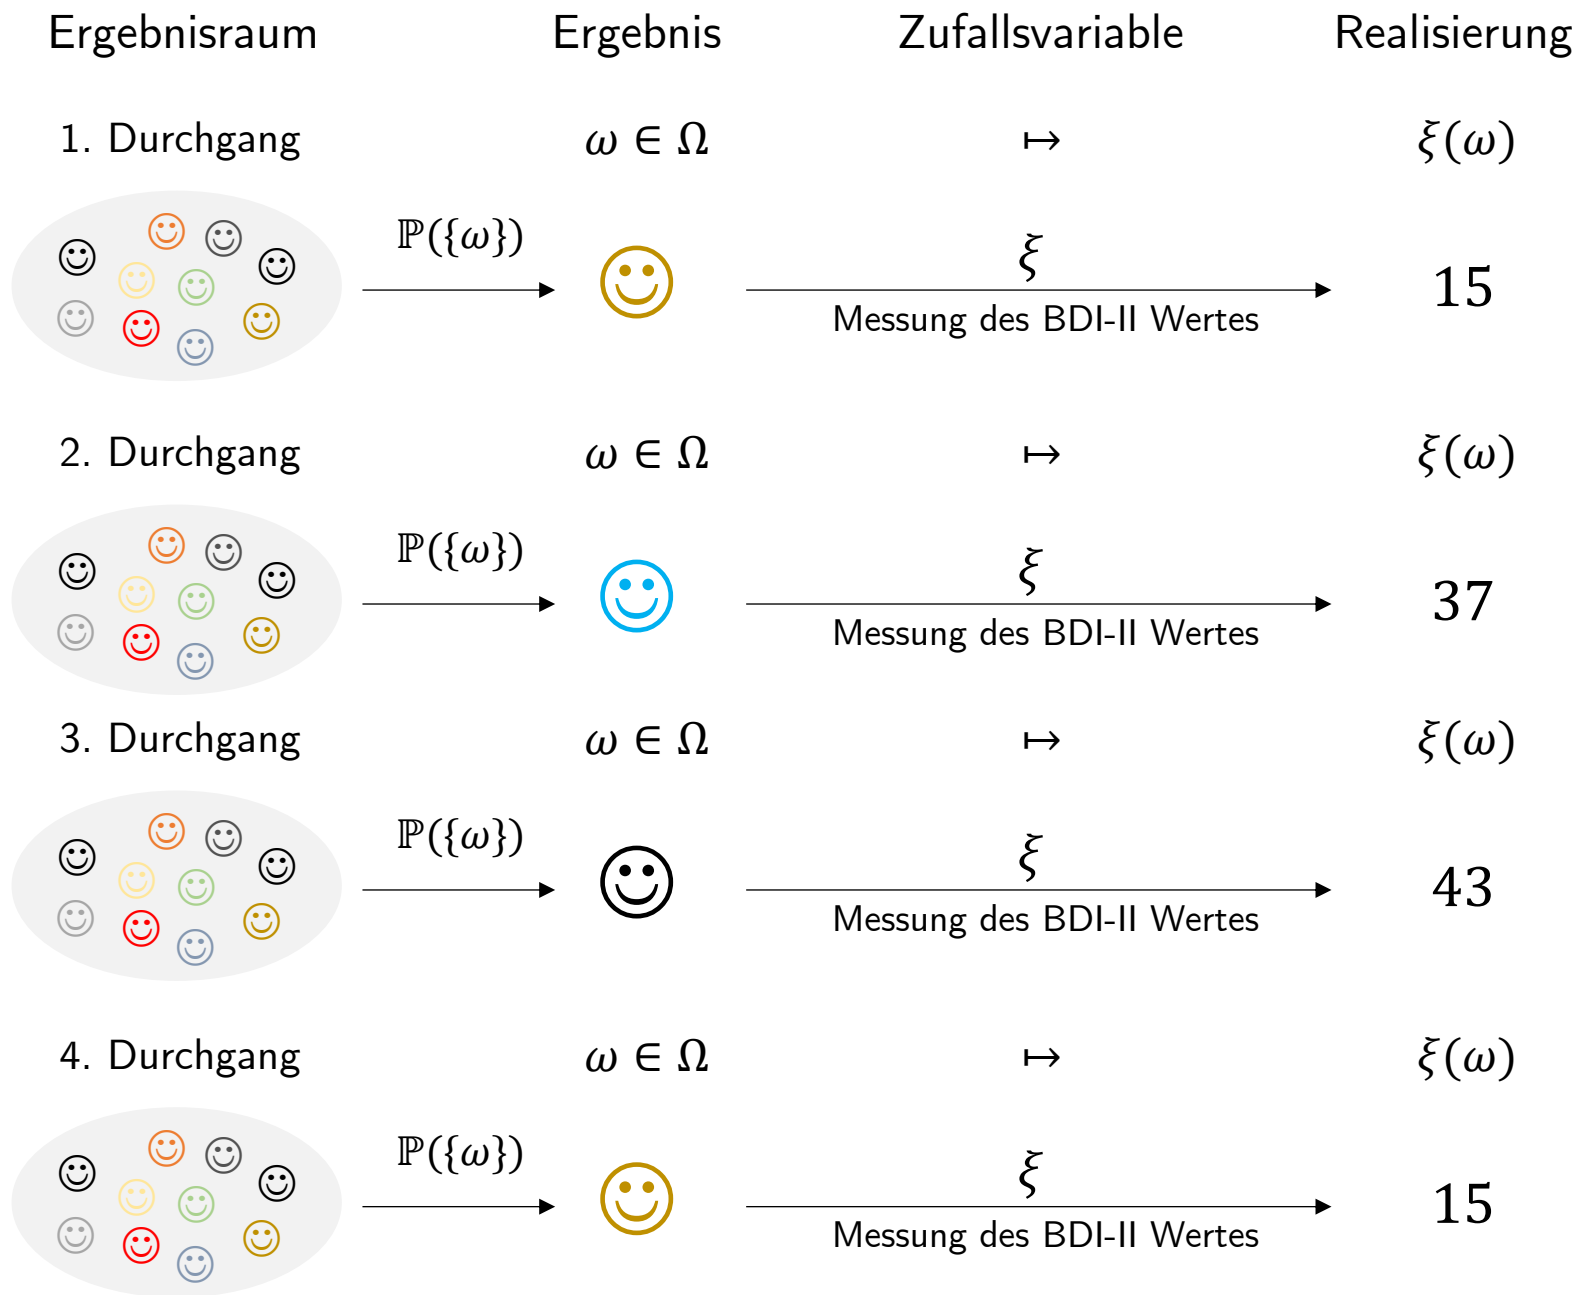 Ergebnisraum Ergebnis Zufallsvariable Realisierung
1. Durchgang ω ∈ Ω ↦ ξ(ω)
ℙ({ω}) ξ
15
Messung des BDI-II Wertes
2. Durchgang ω ∈ Ω ↦ ξ(ω)
ℙ({ω}) ξ
37
Messung des BDI-II Wertes
3. Durchgang ω ∈ Ω ↦ ξ(ω)
ℙ({ω}) ξ
43
Messung des BDI-II Wertes
4. Durchgang ω ∈ Ω ↦ ξ(ω)
ℙ({ω}) ξ
15
Messung des BDI-II Wertes